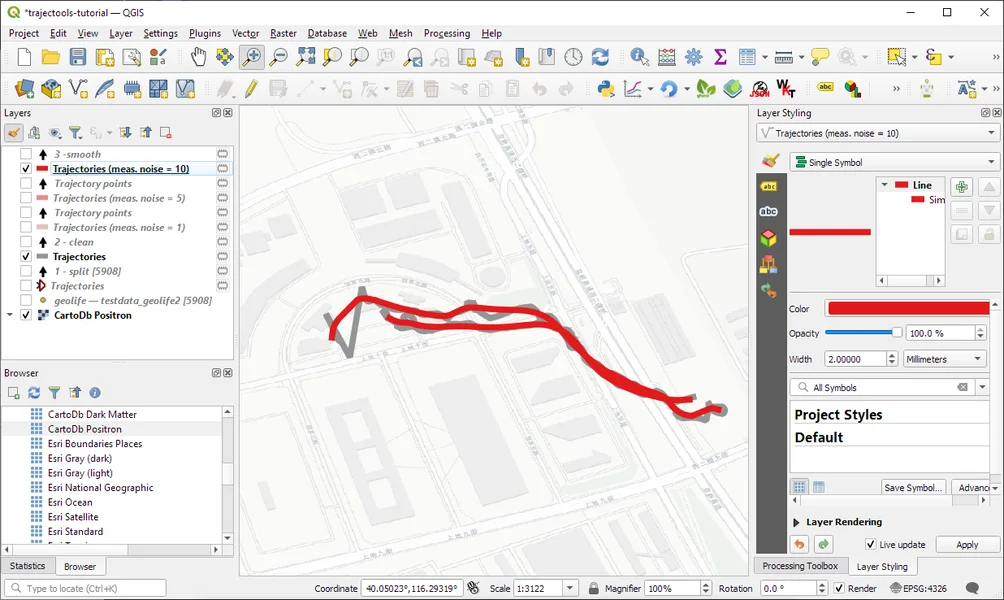 *trajectools-tutorial — QGIS
Project Edit View Layer Settings Plugins Vector Raster Database Web Mesh Processing Help
Layers
3 -smooth
Trajectories (meas. noise = 10)
Trajectory points
Trajectories (meas. noise = 5)
Trajectory points
Trajectories (meas. noise = 1)
2 - clean
Trajectories
1 - split [5908]
Trajectories
geolife — testdata_geolife2 [5908]
CartoDb Positron
Browser
CartoDb Dark Matter
CartoDb Positron
Esri Boundaries Places
Esri Gray (dark)
Esri Gray (light)
Esri National Geographic
Esri Ocean
Esri Satellite
Esri Standard
Statistics Browser
Layer Styling
Trajectories (meas. noise = 10)
Single Symbol
Line
Sim
Color
Opacity 100.0 %
Width 2.00000 Millimeters
All Symbols
Project Styles
Default
Save Symbol... Advanc
Layer Rendering
Live update Apply
Processing Toolbox Layer Styling
Type to locate (Ctrl+K)
Coordinate 40.05023°,116.29319° Scale 1:3122 Magnifier 100% Rotation 0.0 ° Render EPSG:4326